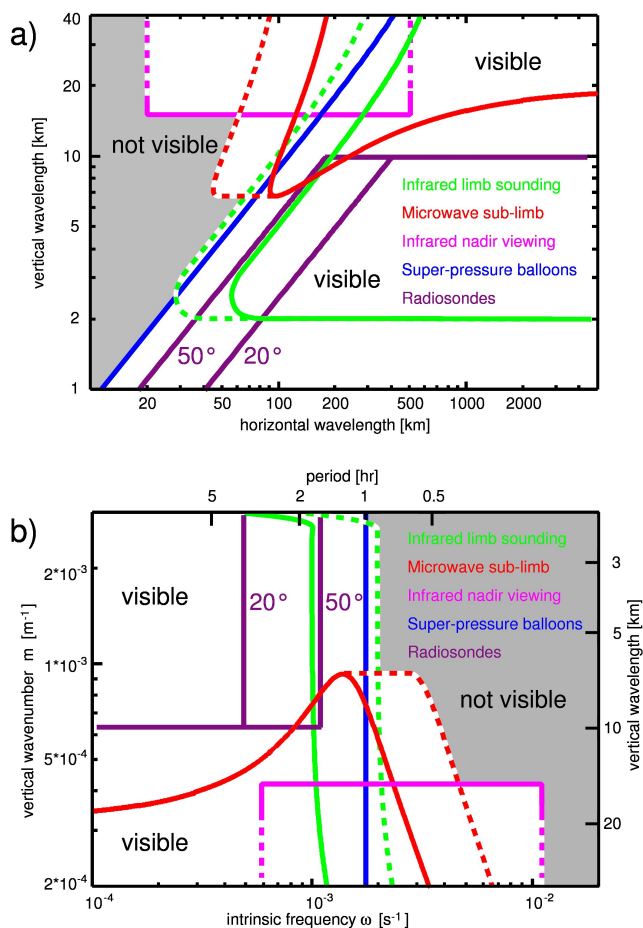 a)
40
20
10
5
2
1
vertical wavelength [km]
not visible
visible
Infrared limb sounding
Microwave sub-limb
Infrared nadir viewing
Super-pressure balloons
Radiosondes
visible
50° 20°
20 50 100 200 500 1000 2000
horizontal wavelength [km]
period [hr]
5 2 1 0.5
b)
2*10⁻³
1*10⁻³
5*10⁻⁴
2*10⁻⁴
vertical wavenumber m [m⁻¹]
visible
20° 50°
Infrared limb sounding
Microwave sub-limb
Infrared nadir viewing
Super-pressure balloons
Radiosondes
not visible
visible
3
5
10
20
vertical wavelength [km]
10⁻⁴ 10⁻³ 10⁻²
intrinsic frequency ω [s⁻¹]